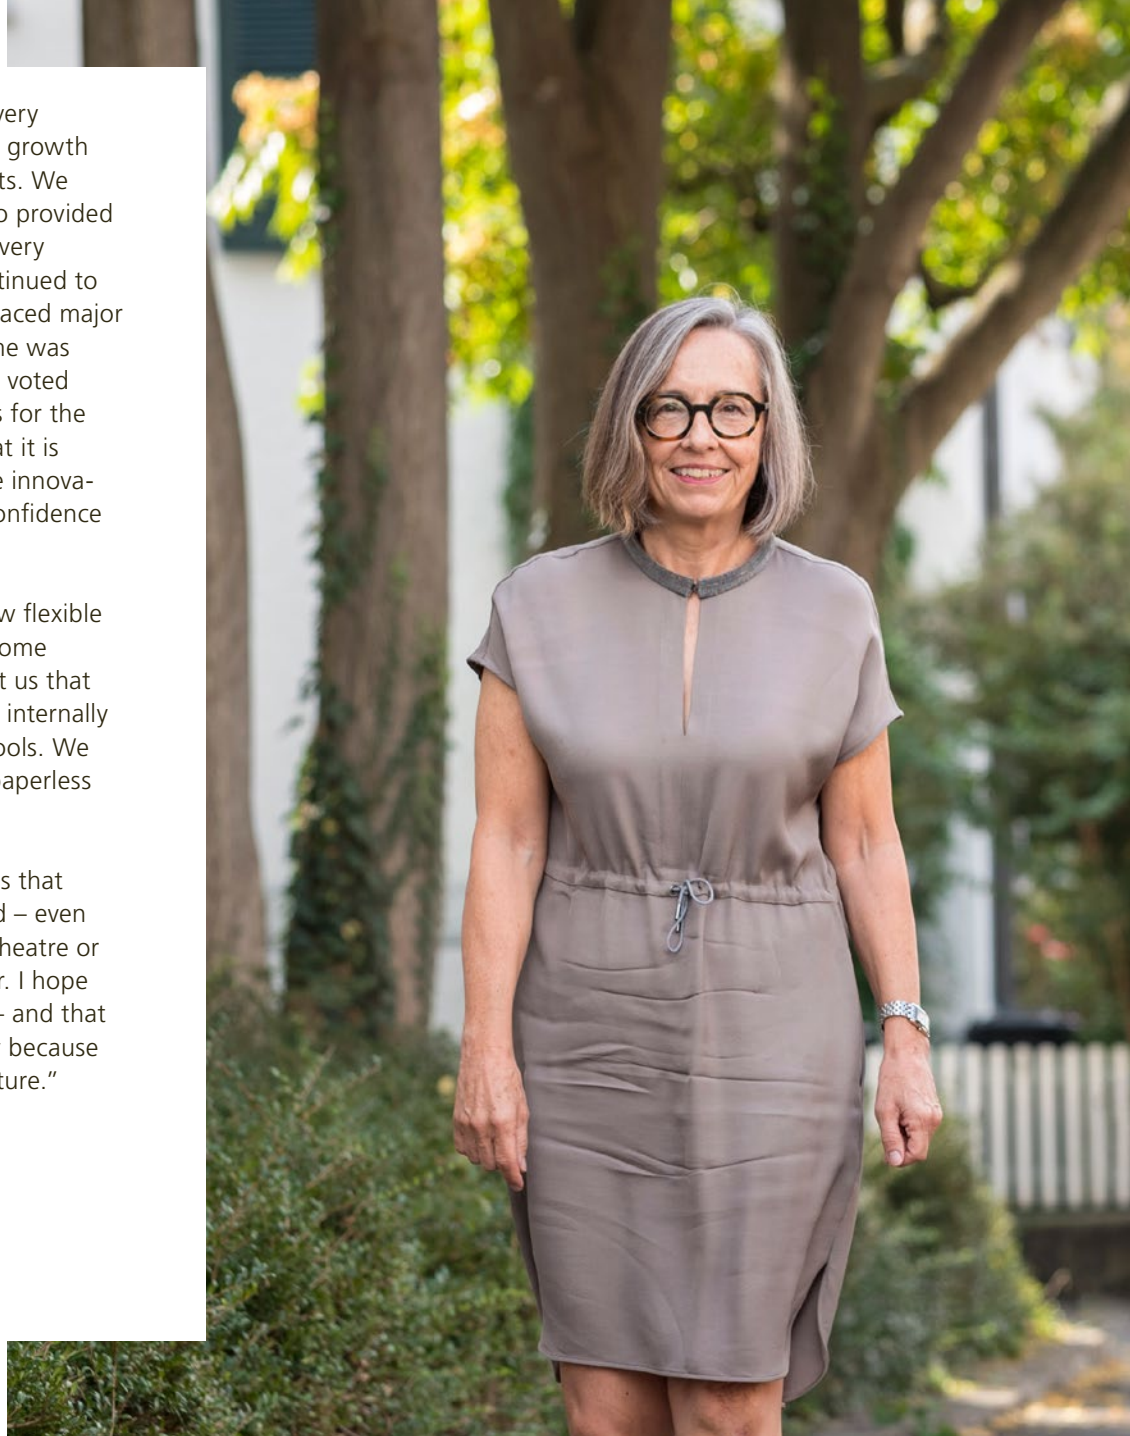 very
growth
ts. We
o provided
very
tinued to
aced major
ne was
voted
s for the
at it is
e innova-
onfidence
w flexible
ome
t us that
internally
ools. We
paperless
s that
d – even
heatre or
r. I hope
– and that
because
ture.”